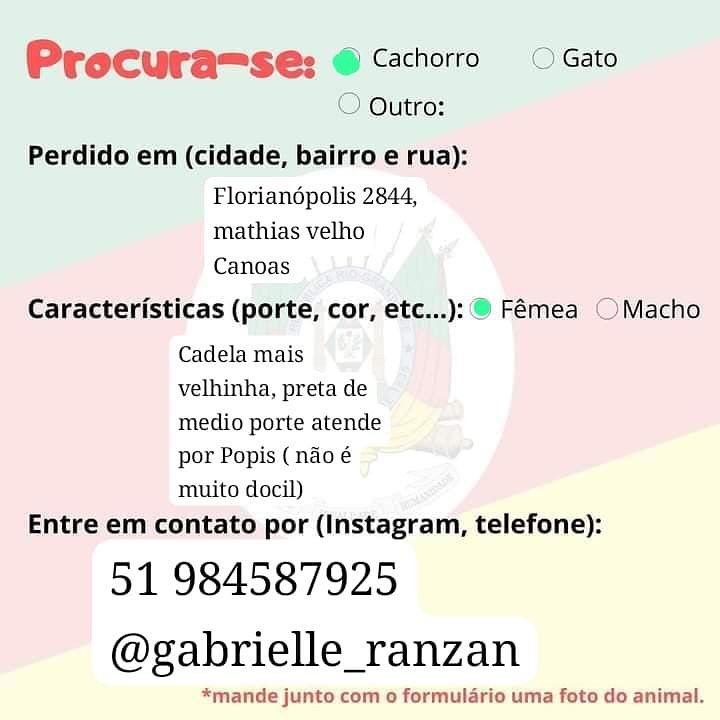 Procura-se: Cachorro Gato
Outro:
Perdido em (cidade, bairro e rua):
Florianópolis 2844,
mathias velho
Canoas
Características (porte, cor, etc...): Fêmea Macho
Cadela mais
velhinha, preta de
medio porte atende
por Popis ( não é
muito docil)
Entre em contato por (Instagram, telefone):
51 984587925
@gabrielle_ranzan
*mande junto com o formulário uma foto do animal.